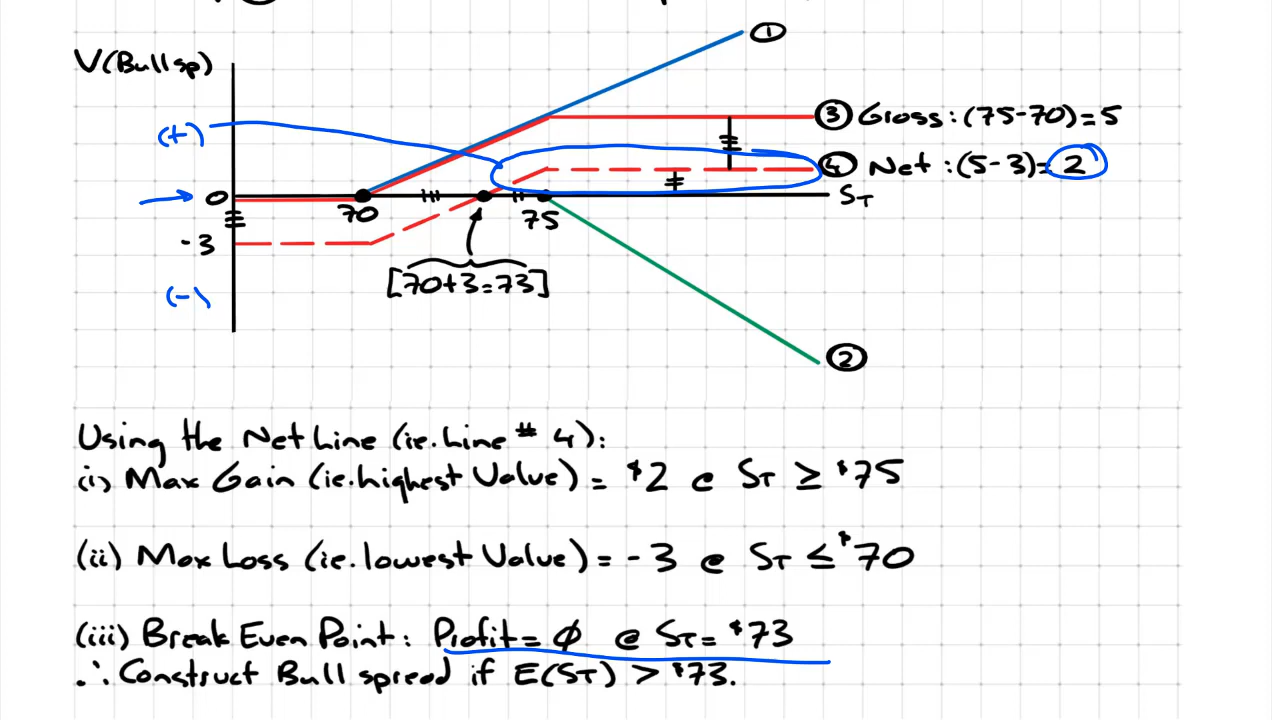 V(Bull sp)
①
③ Gross: (75-70)=5
(+)
④ Net: (5-3)=2
0
70
75
ST
-3
[70+3=73]
(-)
②
Using the Net Line (ie. Line # 4):
(i) Max Gain (ie. highest Value) = $2 @ ST ≥ $75
(ii) Max Loss (ie. lowest Value) = -3 @ ST ≤ $70
(iii) Break Even Point: Profit = ϕ @ ST = $73
∴ Construct Bull spread if E(ST) > $73.